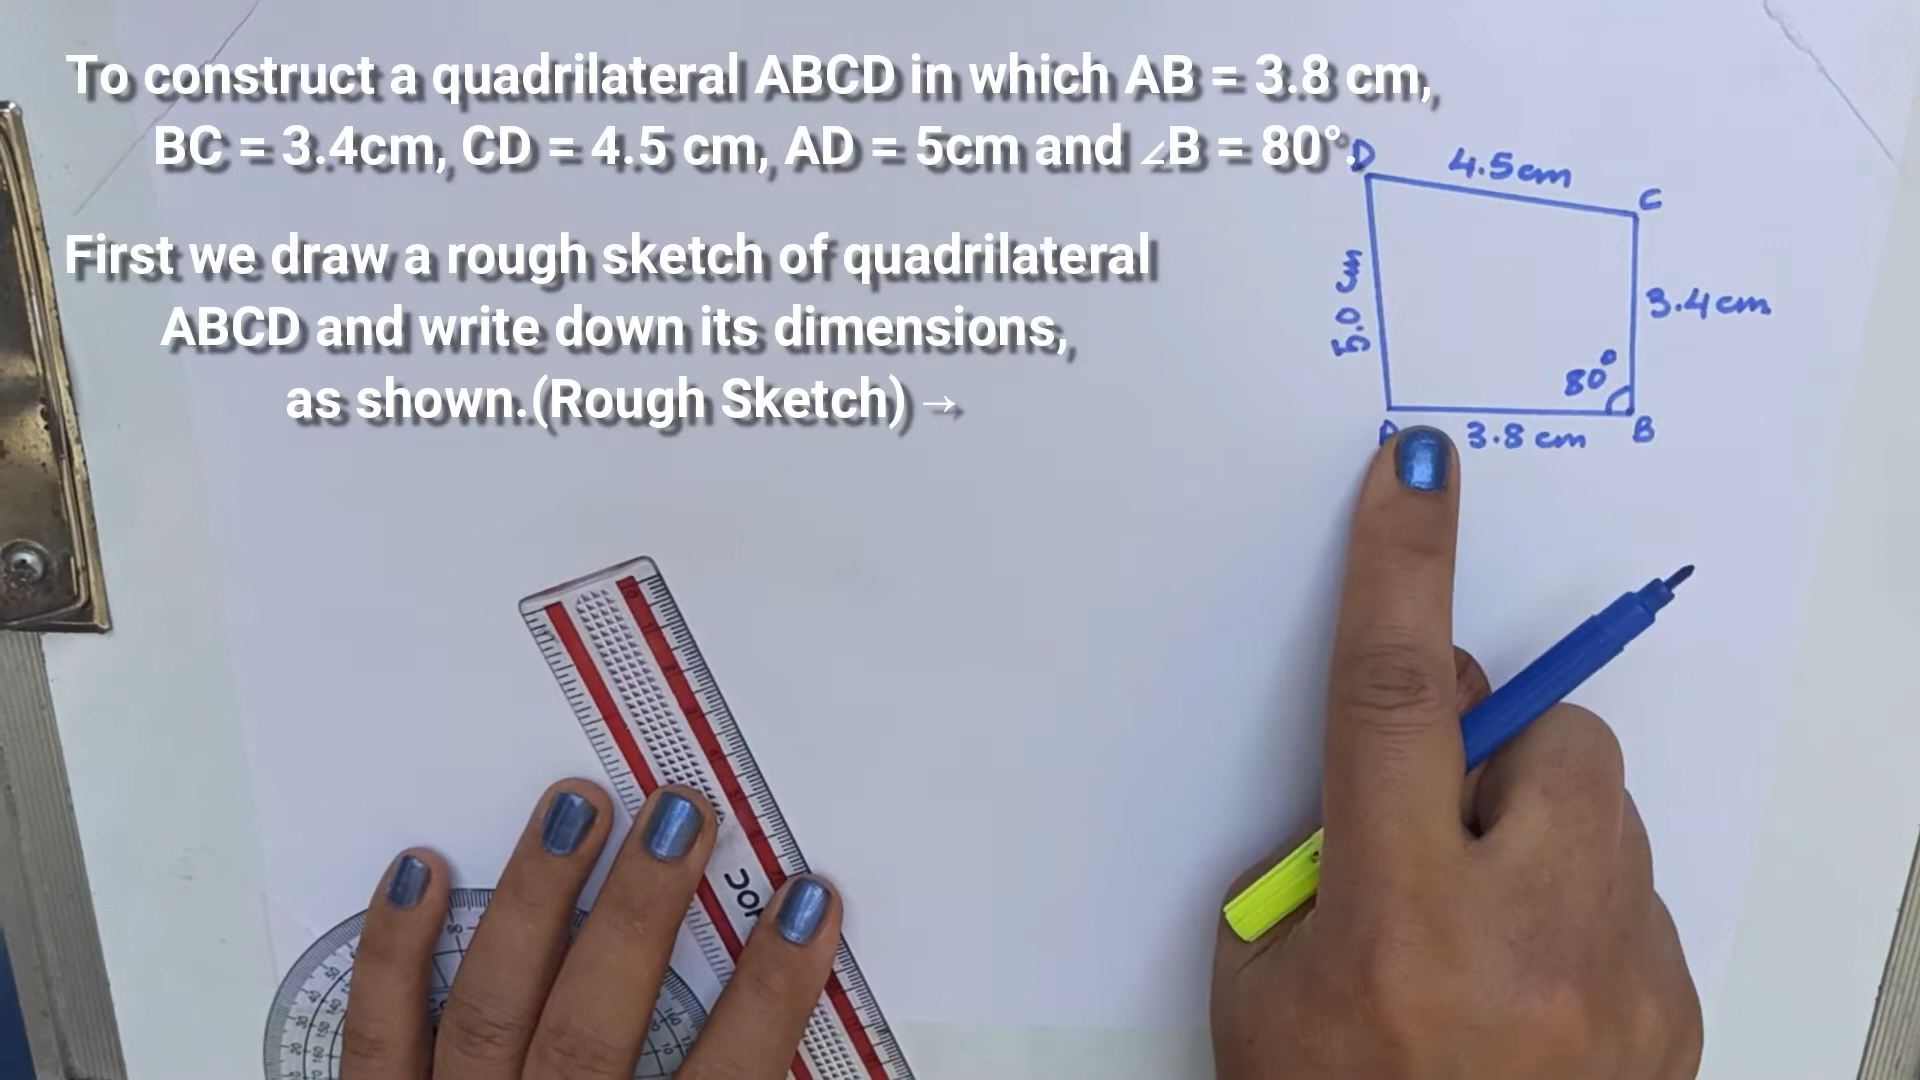 To construct a quadrilateral ABCD in which AB = 3.8 cm,
BC = 3.4cm, CD = 4.5 cm, AD = 5cm and ∠B = 80°.
First we draw a rough sketch of quadrilateral
ABCD and write down its dimensions,
as shown.(Rough Sketch) →
D 4.5cm C
5.0 cm
3.4cm
80°
3.8 cm B